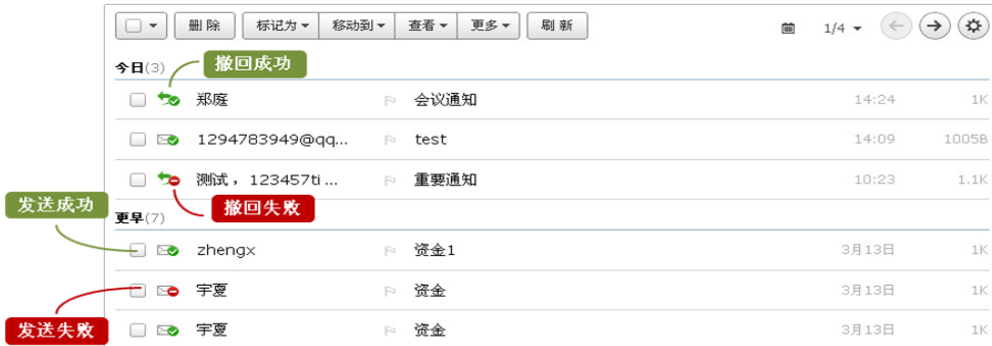 删 除 标记为 移动到 查看 更多 刷 新 1/4
今日(3) 撤回成功
郑庭 会议通知 14:24 1K
1294783949@qq... test 14:09 1005B
测试，123457ti ... 重要通知 10:23 1.1K
发送成功 撤回失败
更早(7)
zhengx 资金1 3月13日 1K
宇夏 资金 3月13日 1K
发送失败 宇夏 资金 3月13日 1K